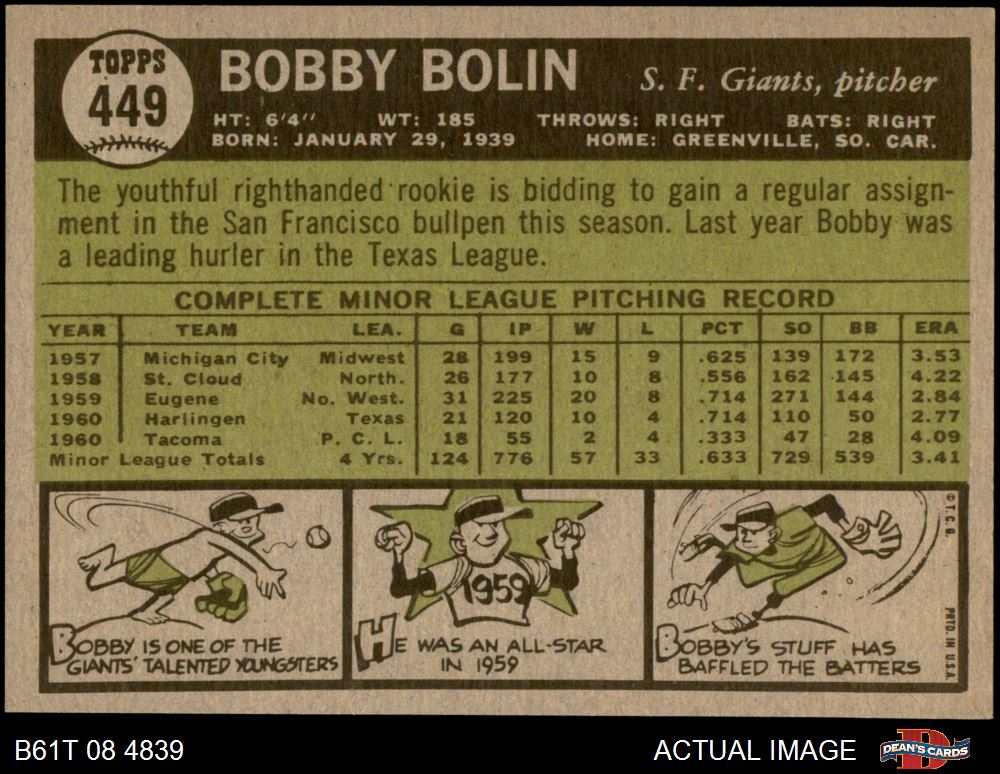 TOPPS
449
BOBBY BOLIN
S. F. Giants, pitcher
HT: 6'4" WT: 185 THROWS: RIGHT BATS: RIGHT
BORN: JANUARY 29, 1939 HOME: GREENVILLE, SO. CAR.
The youthful righthanded rookie is bidding to gain a regular assign-
ment in the San Francisco bullpen this season. Last year Bobby was
a leading hurler in the Texas League.
COMPLETE MINOR LEAGUE PITCHING RECORD
YEAR TEAM LEA. G IP W L PCT SO BB ERA
1957 Michigan City Midwest 28 199 15 9 .625 139 172 3.53
1958 St. Cloud North. 26 177 10 8 .556 162 145 4.22
1959 Eugene No. West. 31 225 20 8 .714 271 144 2.84
1960 Harlingen Texas 21 120 10 4 .714 110 50 2.77
1960 Tacoma P. C. L. 18 55 2 4 .333 47 28 4.09
Minor League Totals 4 Yrs. 124 776 57 33 .633 729 539 3.41
BOBBY IS ONE OF THE
GIANTS' TALENTED YOUNGSTERS
1959
HE WAS AN ALL-STAR
IN 1959
BOBBY'S STUFF HAS
BAFFLED THE BATTERS
© T. C. G.
PRTD. IN U.S.A.
B61T 08 4839
ACTUAL IMAGE
DEAN'S CARDS